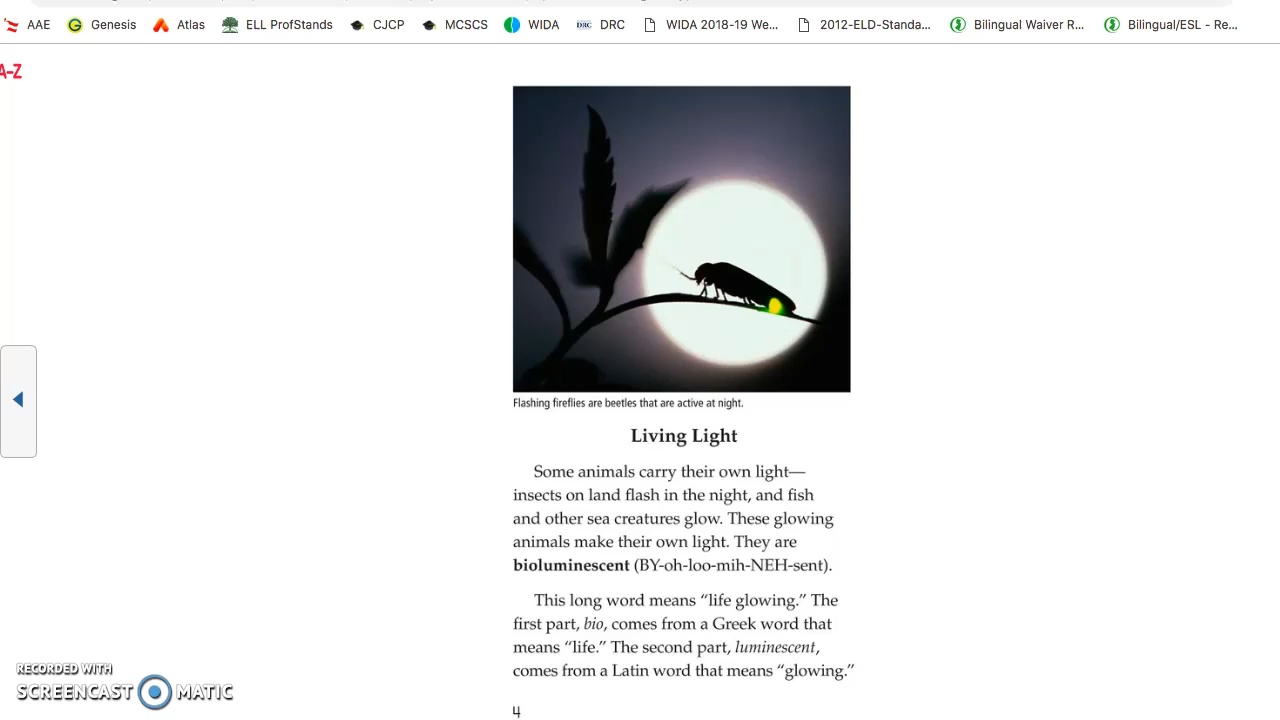 AAE Genesis Atlas ELL ProfStands CJCP MCSCS WIDA DRC DRC WIDA 2018-19 We... 2012-ELD-Standa... Bilingual Waiver R... Bilingual/ESL - Re...
A-Z
Flashing fireflies are beetles that are active at night.
Living Light
Some animals carry their own light—
insects on land flash in the night, and fish
and other sea creatures glow. These glowing
animals make their own light. They are
bioluminescent (BY-oh-loo-mih-NEH-sent).
This long word means “life glowing.” The
first part, bio, comes from a Greek word that
means “life.” The second part, luminescent,
comes from a Latin word that means “glowing.”
RECORDED WITH
SCREENCAST MATIC
4